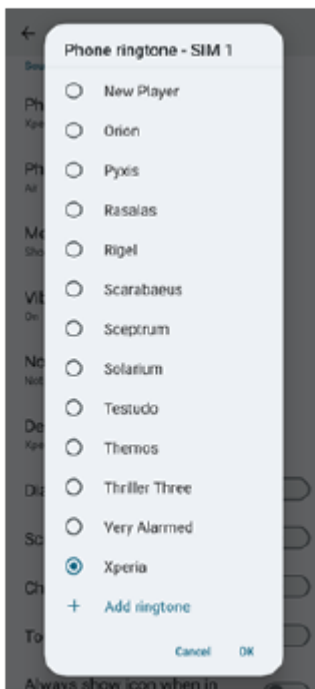 Phone ringtone - SIM 1
New Player
Orion
Pyxis
Rasalas
Rigel
Scarabaeus
Sceptrum
Solarium
Testudo
Themos
Thriller Three
Very Alarmed
Xperia
+ Add ringtone
Cancel OK
Always show icon when in